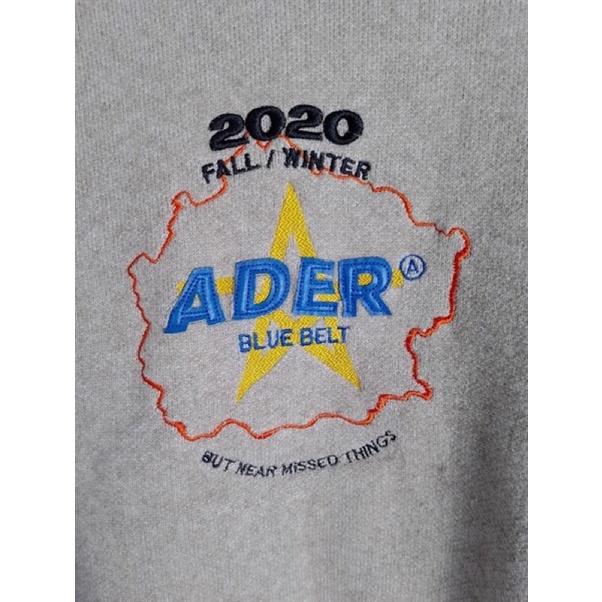 2020
FALL / WINTER
ADER Ⓐ
BLUE BELT
BUT NEAR MISSED THINGS